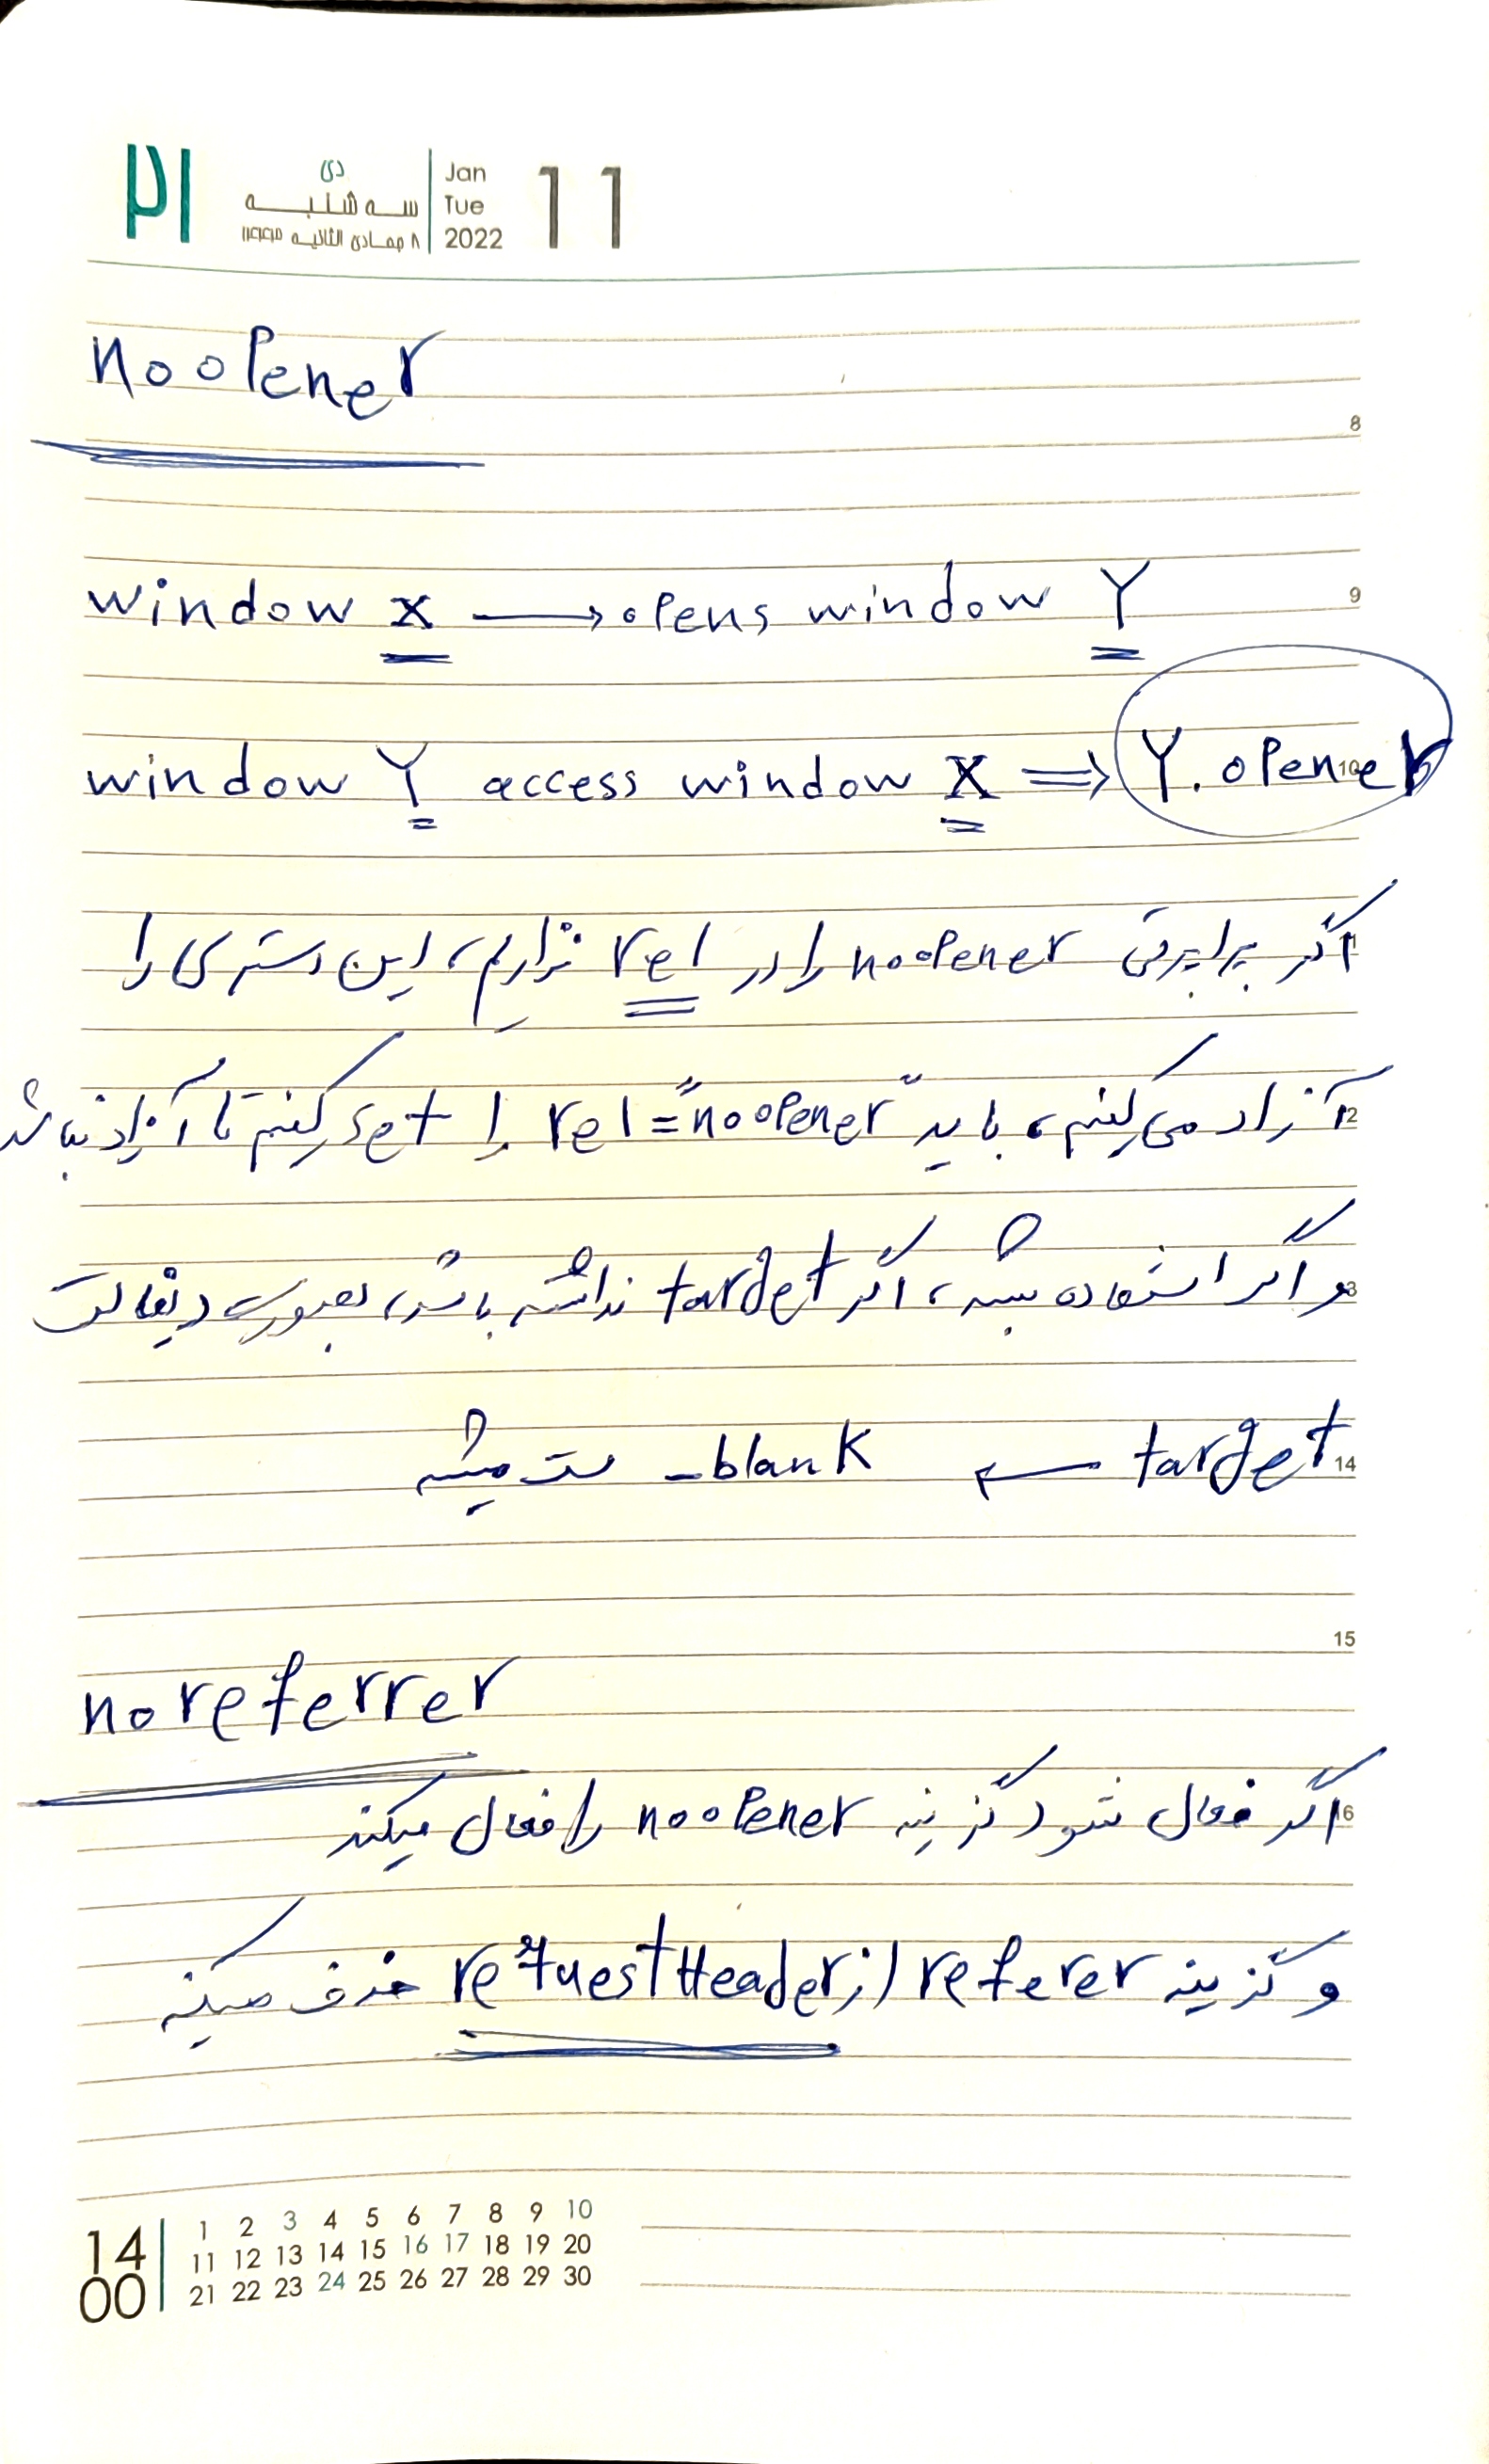 ۲۱
دی
سه شنبه
۸ جمادی الثانیه ۱۴۴۳
Jan
Tue
2022
11
noopener
8
window x → opens window Y
9
window Y access window X ⇒ Y.opener
10
اگر پراپرتی noopener را در rel نزاریم، این دسترسی را
آزاد می کنیم، باید rel="noopener" را set کنیم تا آزاد نباشد
12
و اگر استفاده بشه، اگر target نداشته باشد، بصورت دیفالت
13
target ← _blank ست میشه
14
15
noreferrer
اگر فعال شود گزینه noopener را فعال میکند
16
و گزینه referer را از requestHeader حذف میکنه
14
00
1 2 3 4 5 6 7 8 9 10
11 12 13 14 15 16 17 18 19 20
21 22 23 24 25 26 27 28 29 30